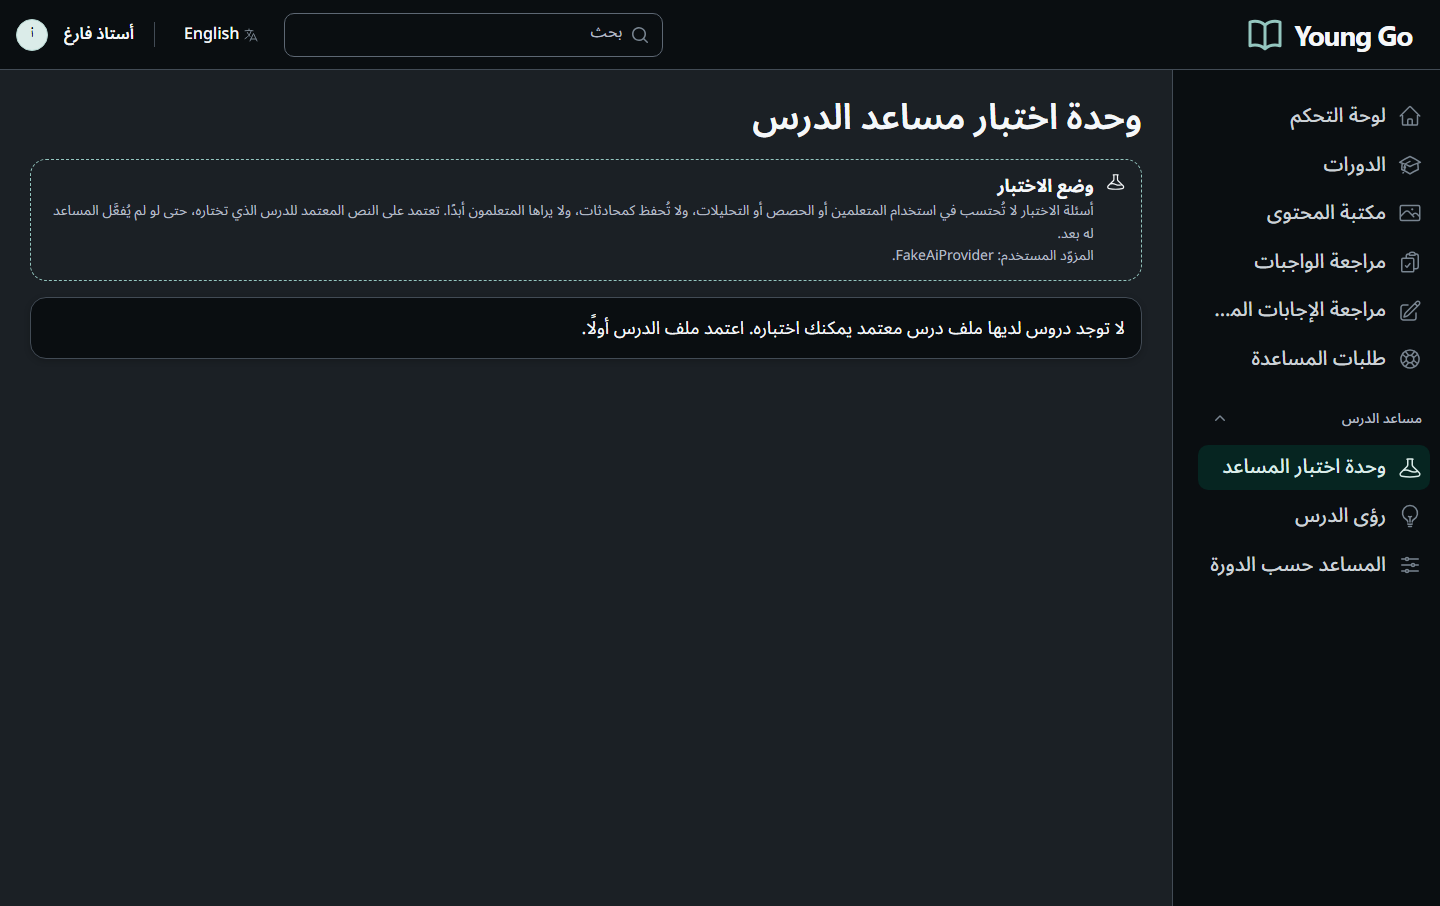 Young Go
بحث
English
أستاذ فارغ
أ
لوحة التحكم
الدورات
مكتبة المحتوى
مراجعة الواجبات
مراجعة الإجابات الم...
طلبات المساعدة
مساعد الدرس
وحدة اختبار المساعد
رؤى الدرس
المساعد حسب الدورة
وحدة اختبار مساعد الدرس
وضع الاختبار
أسئلة الاختبار لا تُحتسب في استخدام المتعلمين أو الحصص أو التحليلات، ولا تُحفظ كمحادثات، ولا يراها المتعلمون أبدًا. تعتمد على النص المعتمد للدرس الذي تختاره، حتى لو لم يُفعَّل المساعد
له بعد.
المزوّد المستخدم: FakeAiProvider.
لا توجد دروس لديها ملف درس معتمد يمكنك اختباره. اعتمد ملف الدرس أولًا.